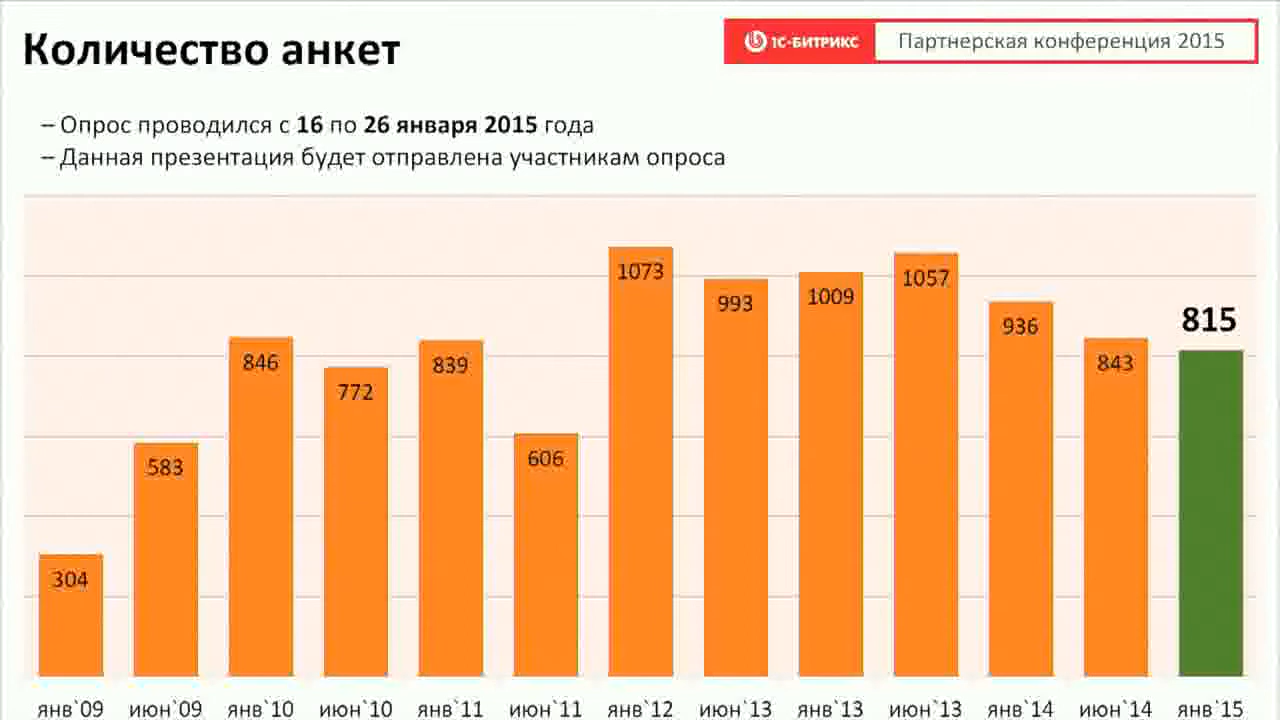 Количество анкет
1С-БИТРИКС Партнерская конференция 2015
– Опрос проводился с 16 по 26 января 2015 года
– Данная презентация будет отправлена участникам опроса
304 583 846 772 839 606 1073 993 1009 1057 936 843 815
янв`09 июн`09 янв`10 июн`10 янв`11 июн`11 янв`12 июн`13 янв`13 июн`13 янв`14 июн`14 янв`15